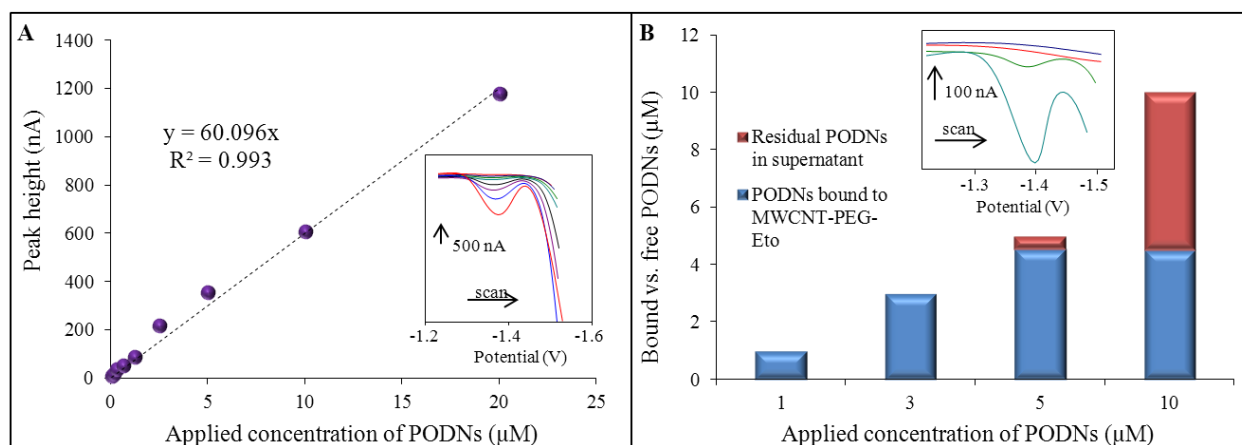 A
1400
1200
1000
800
600
400
200
0
Peak height (nA)
y = 60.096x
R² = 0.993
500 nA
scan
-1.2 -1.4 -1.6
Potential (V)
0 5 10 15 20 25
Applied concentration of PODNs (µM)
B
12
10
8
6
4
2
0
Bound vs. free PODNs (µM)
Residual PODNs
in supernatant
PODNs bound to
MWCNT-PEG-
Eto
100 nA
scan
-1.3 -1.4 -1.5
Potential (V)
1 3 5 10
Applied concentration of PODNs (µM)